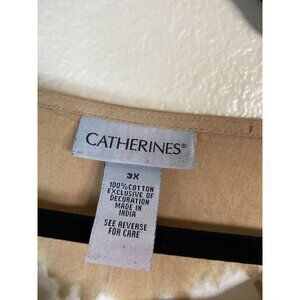 CATHERINES®
3X
100% COTTON
EXCLUSIVE OF
DECORATION
MADE IN
INDIA
SEE REVERSE
FOR CARE